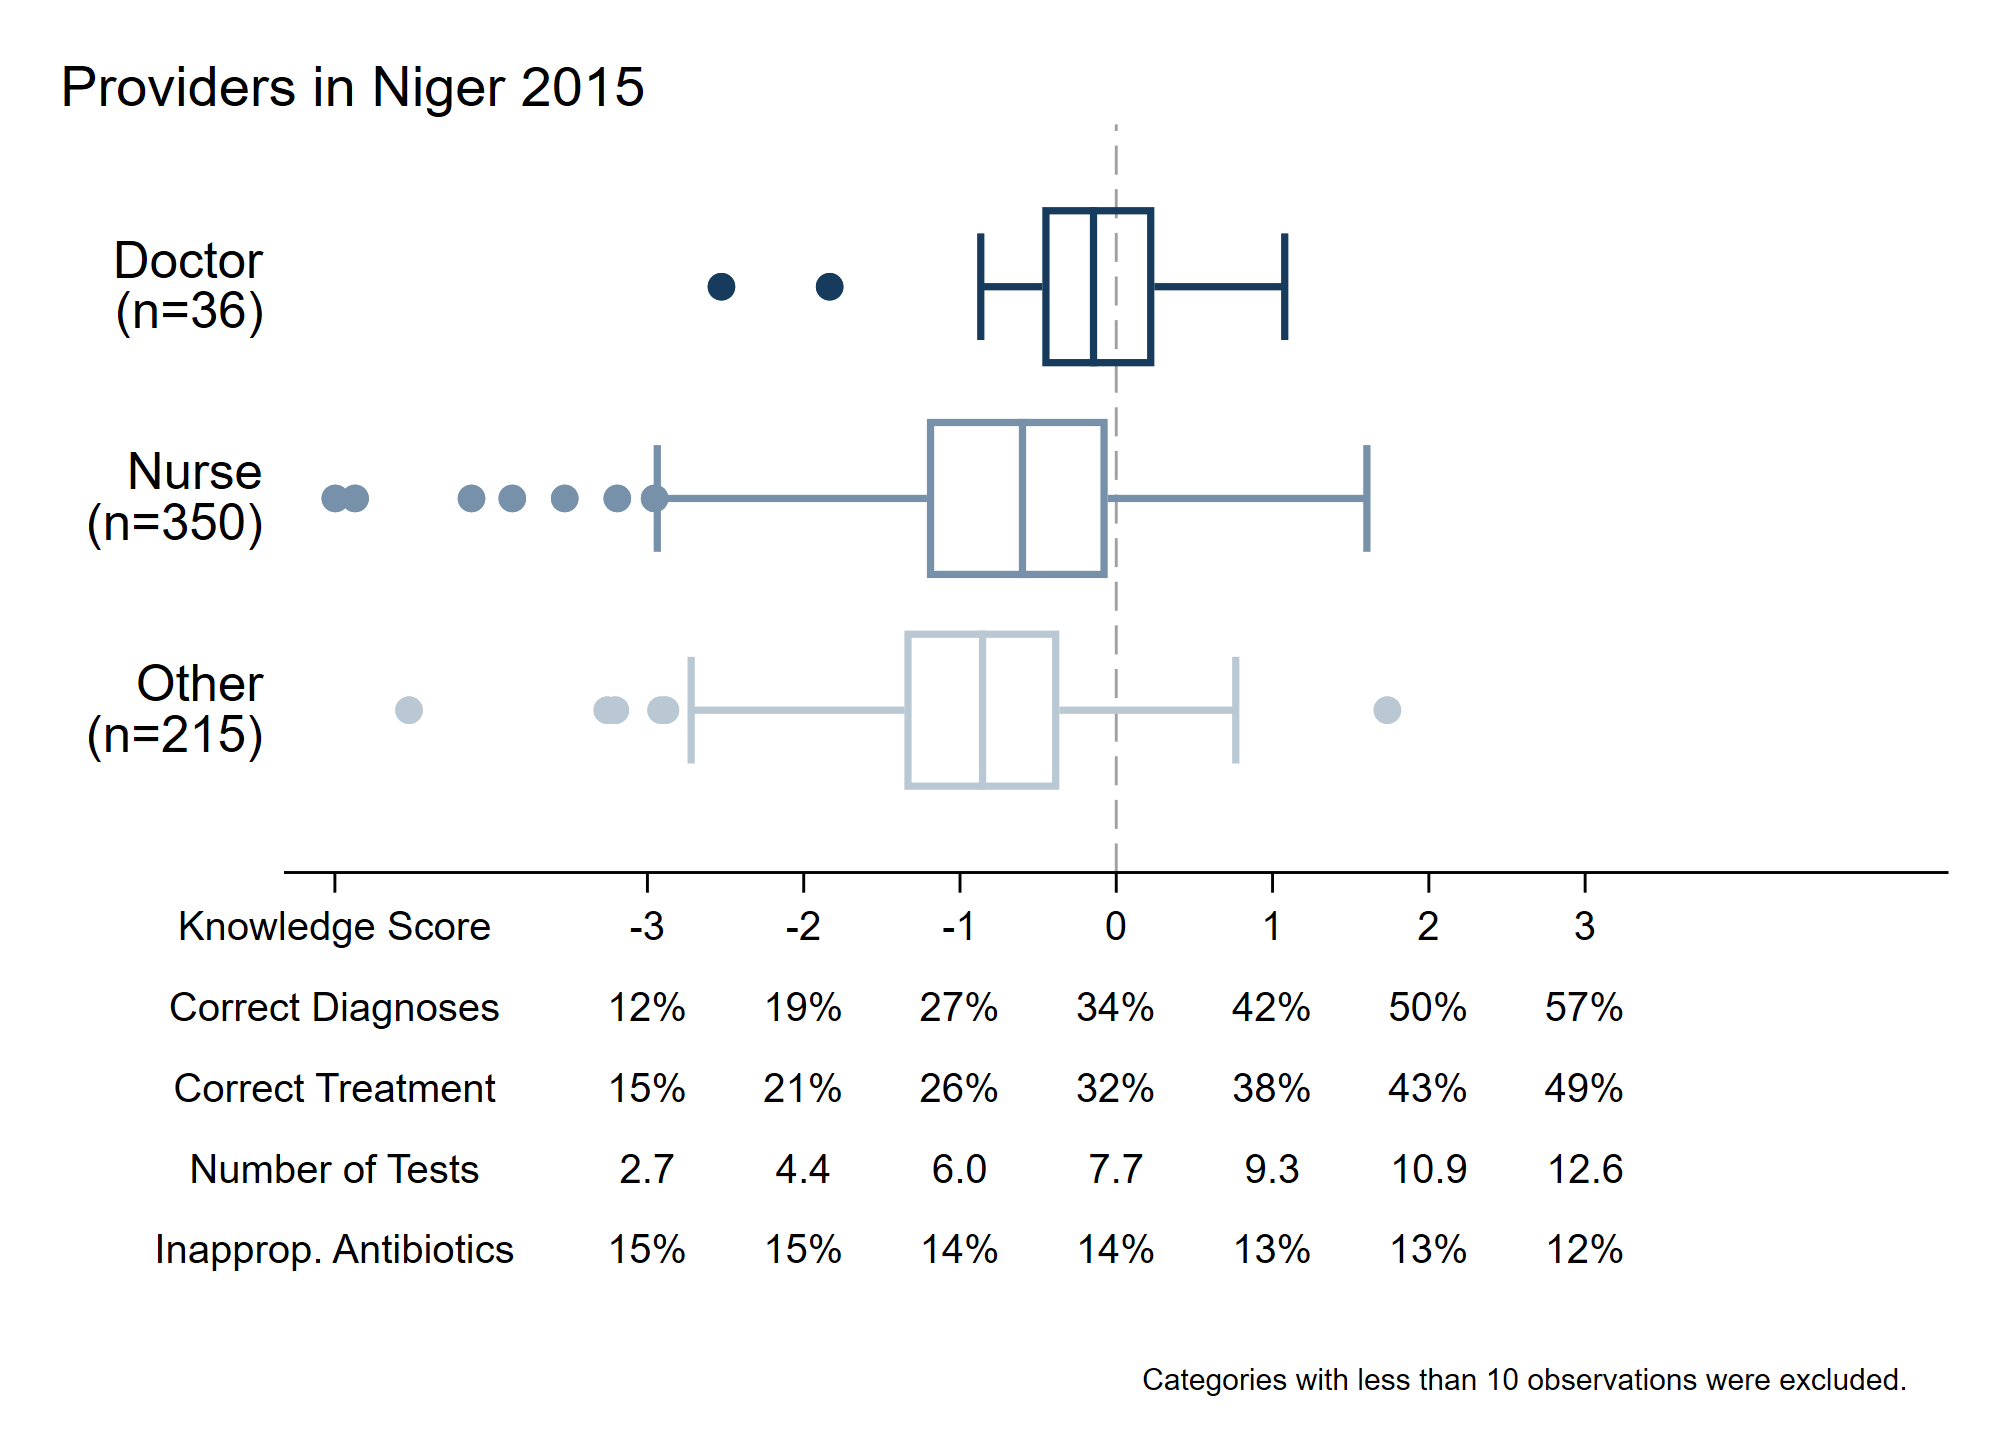 Providers in Niger 2015
Doctor
(n=36)
Nurse
(n=350)
Other
(n=215)
Knowledge Score -3 -2 -1 0 1 2 3
Correct Diagnoses 12% 19% 27% 34% 42% 50% 57%
Correct Treatment 15% 21% 26% 32% 38% 43% 49%
Number of Tests 2.7 4.4 6.0 7.7 9.3 10.9 12.6
Inapprop. Antibiotics 15% 15% 14% 14% 13% 13% 12%
Categories with less than 10 observations were excluded.